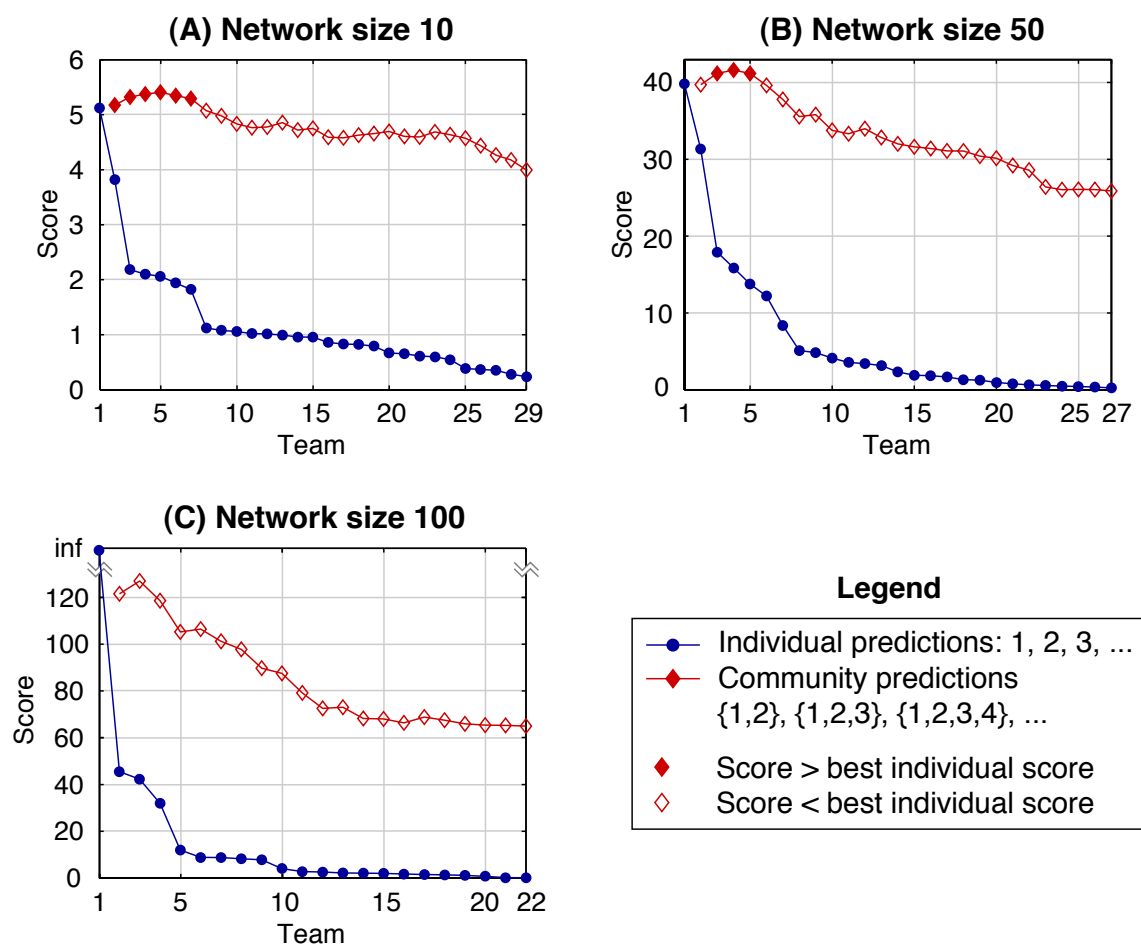 (A) Network size 10
6
5
4
3
2
1
0
Score
1
5
10
15
20
25
29
Team
(B) Network size 50
40
30
20
10
0
Score
1
5
10
15
20
25
27
Team
(C) Network size 100
inf
120
100
80
60
40
20
0
Score
1
5
10
15
20
22
Team
Legend
Individual predictions: 1, 2, 3, ...
Community predictions
{1,2}, {1,2,3}, {1,2,3,4}, ...
Score > best individual score
Score < best individual score